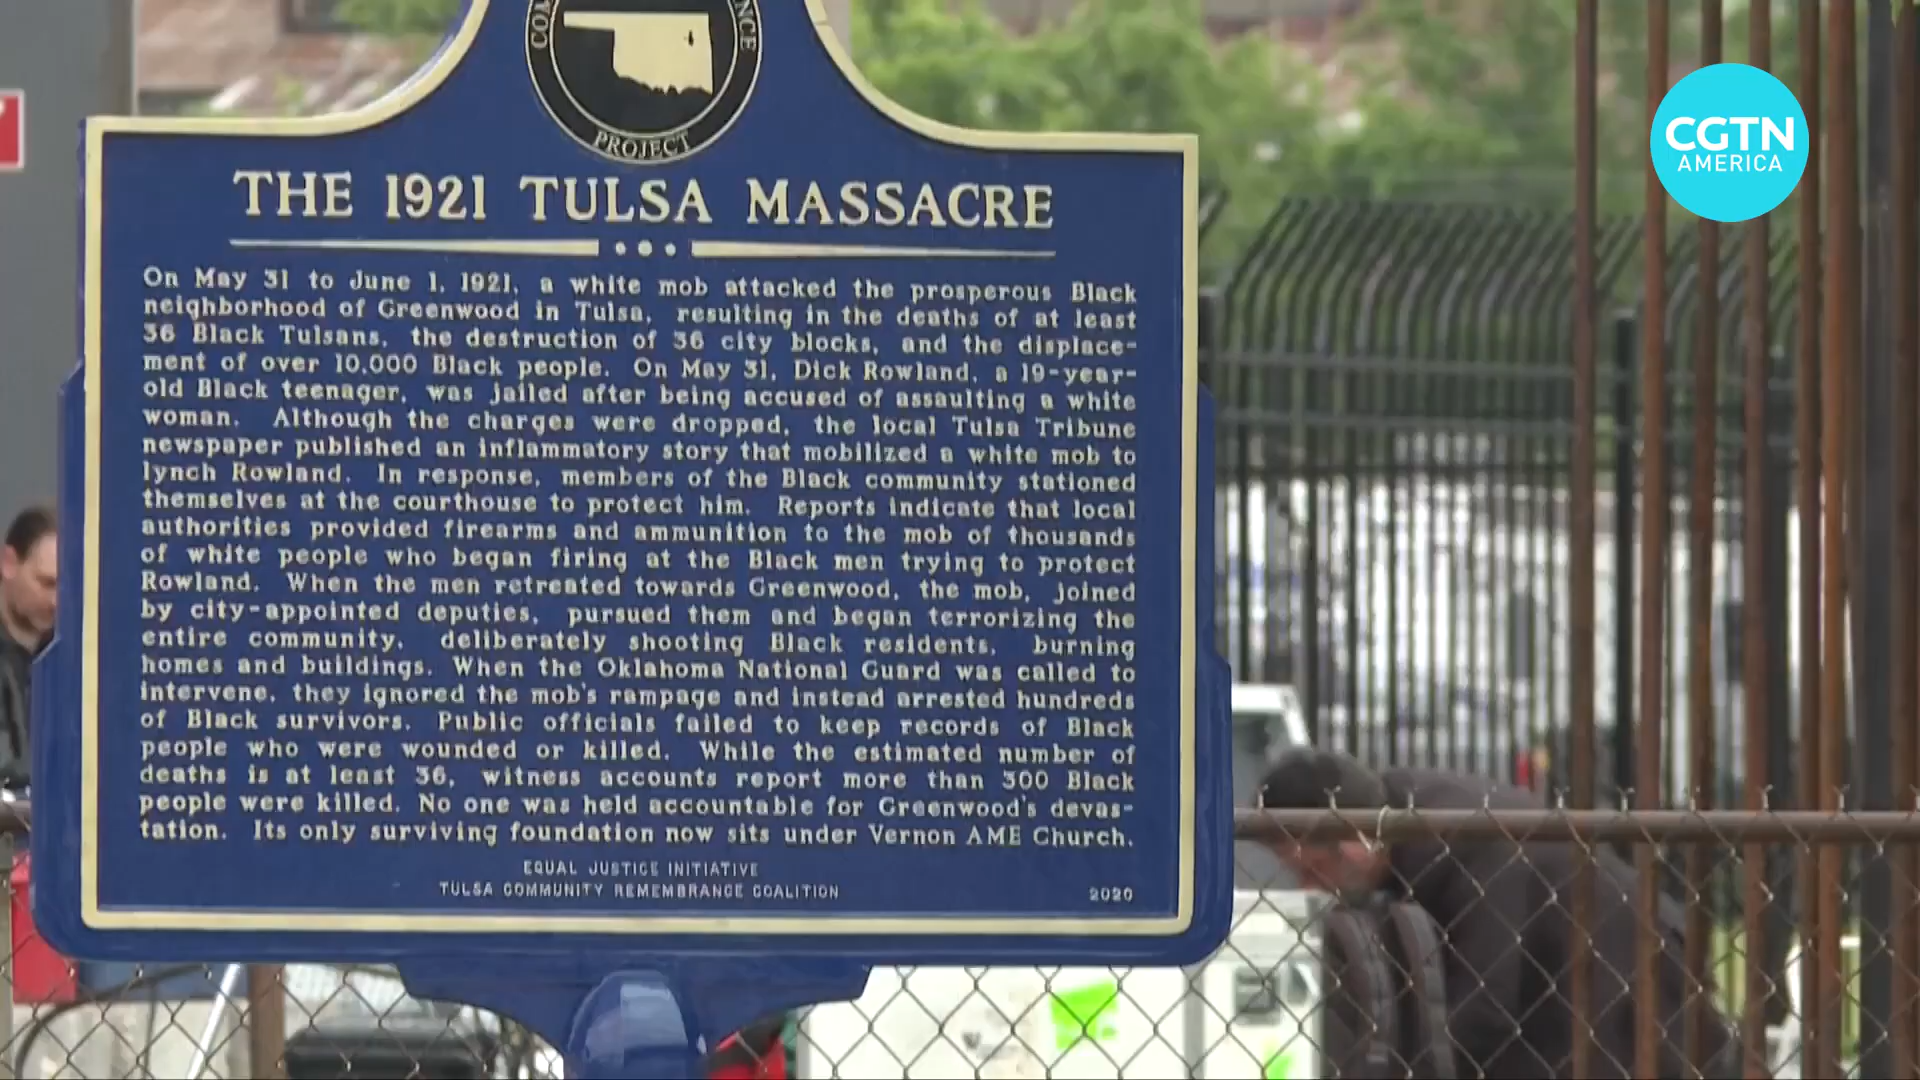 PROJECT
CGTN
AMERICA
THE 1921 TULSA MASSACRE
On May 31 to June 1, 1921, a white mob attacked the prosperous Black
neighborhood of Greenwood in Tulsa, resulting in the deaths of at least
36 Black Tulsans, the destruction of 36 city blocks, and the displace-
ment of over 10,000 Black people. On May 31, Dick Rowland, a 19-year-
old Black teenager, was jailed after being accused of assaulting a white
woman. Although the charges were dropped, the local Tulsa Tribune
newspaper published an inflammatory story that mobilized a white mob to
lynch Rowland. In response, members of the Black community stationed
themselves at the courthouse to protect him. Reports indicate that local
authorities provided firearms and ammunition to the mob of thousands
of white people who began firing at the Black men trying to protect
Rowland. When the men retreated towards Greenwood, the mob, joined
by city-appointed deputies, pursued them and began terrorizing the
entire community, deliberately shooting Black residents, burning
homes and buildings. When the Oklahoma National Guard was called to
intervene, they ignored the mob's rampage and instead arrested hundreds
of Black survivors. Public officials failed to keep records of Black
people who were wounded or killed. While the estimated number of
deaths is at least 36, witness accounts report more than 300 Black
people were killed. No one was held accountable for Greenwood's devas-
tation. Its only surviving foundation now sits under Vernon AME Church.
EQUAL JUSTICE INITIATIVE
TULSA COMMUNITY REMEMBRANCE COALITION 2020